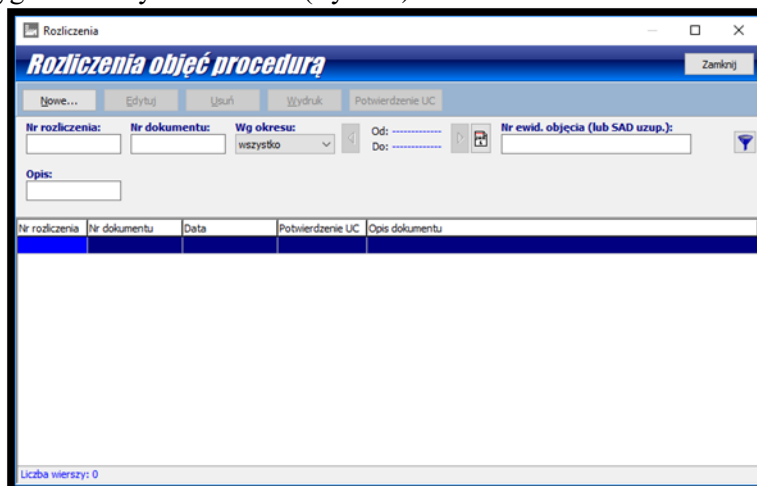 Rozliczenia
Rozliczenia objęć procedurą
Zamknij
Nowe... Edytuj Usuń Wydruk Potwierdzenie UC
Nr rozliczenia: Nr dokumentu: Wg okresu: Od: ------------- Nr ewid. objęcia (lub SAD uzup.):
wszystko Do: -------------
Opis:
Nr rozliczenia Nr dokumentu Data Potwierdzenie UC Opis dokumentu
Liczba wierszy: 0